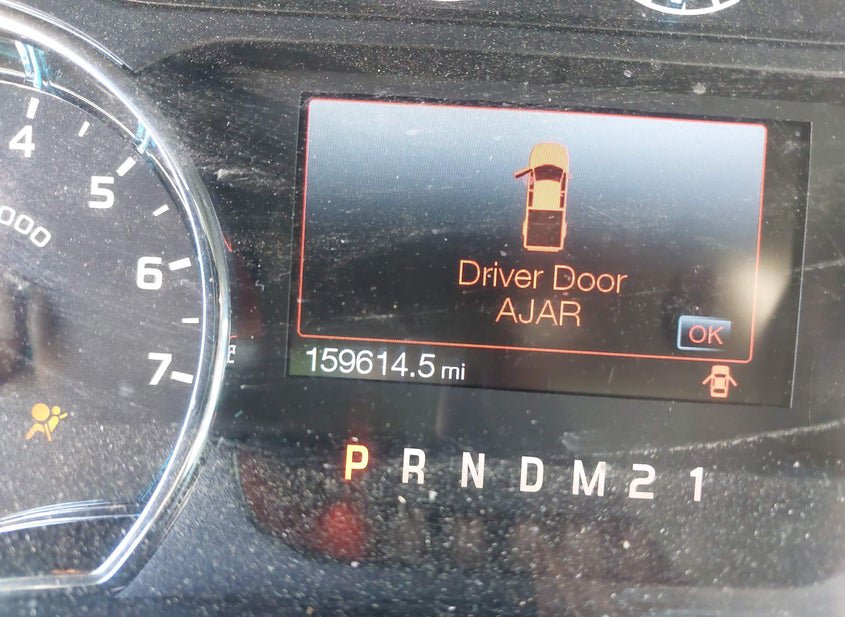 4
5
000
6
7
Driver Door
AJAR
OK
159614.5 mi
P R N D M 2 1